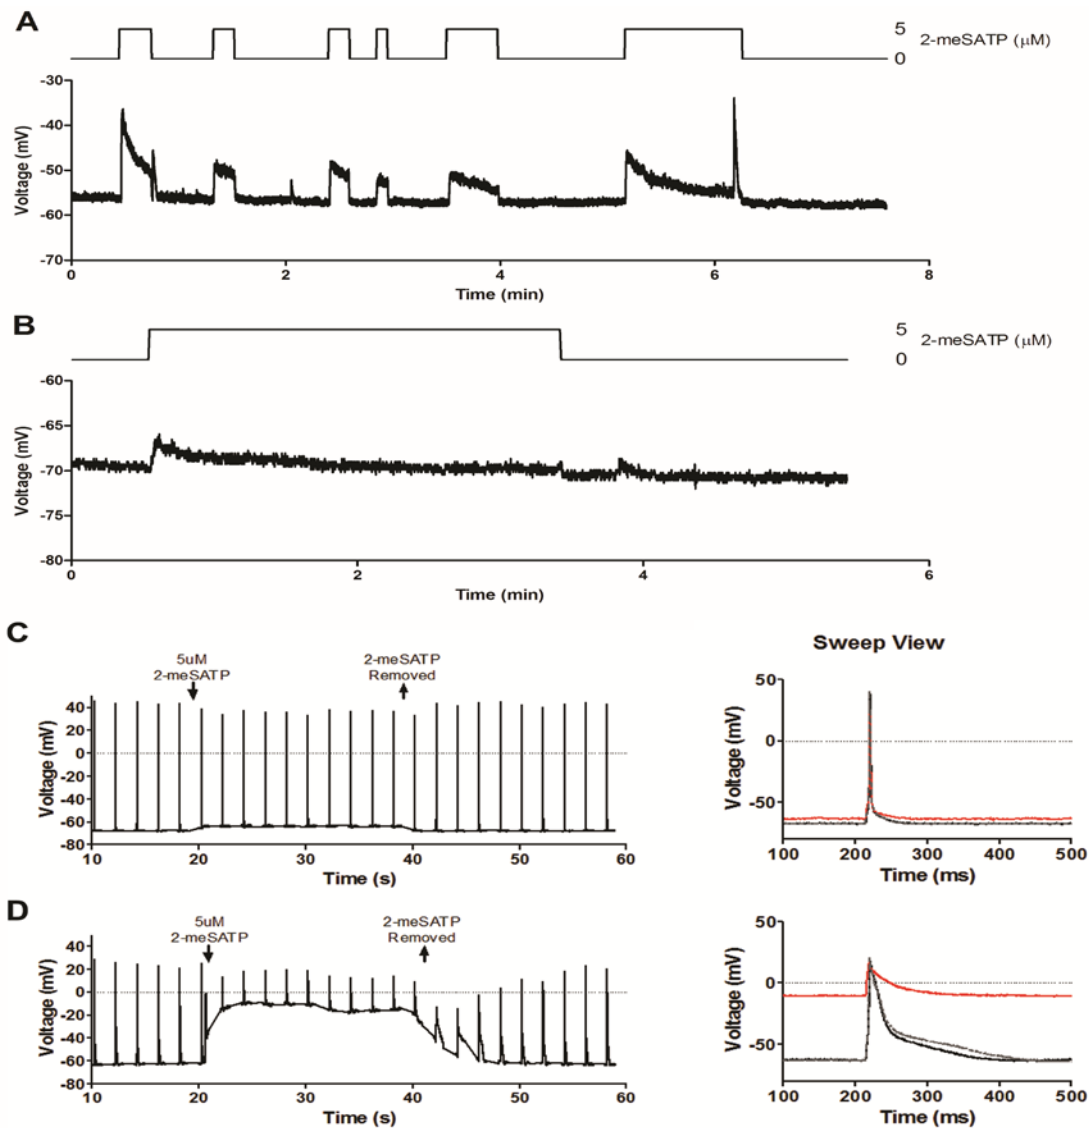 A
5
2-meSATP (μM)
0
-30
-40
-50
-60
-70
Voltage (mV)
0 2 4 6 8
Time (min)
B
5
2-meSATP (μM)
0
-60
-65
-70
-75
-80
Voltage (mV)
0 2 4 6
Time (min)
C
5uM
2-meSATP
2-meSATP
Removed
40
20
0
-20
-40
-60
-80
Voltage (mV)
10 20 30 40 50 60
Time (s)
Sweep View
50
0
-50
Voltage (mV)
100 200 300 400 500
Time (ms)
D
5uM
2-meSATP
2-meSATP
Removed
40
20
0
-20
-40
-60
-80
Voltage (mV)
10 20 30 40 50 60
Time (s)
50
0
-50
Voltage (mV)
100 200 300 400 500
Time (ms)